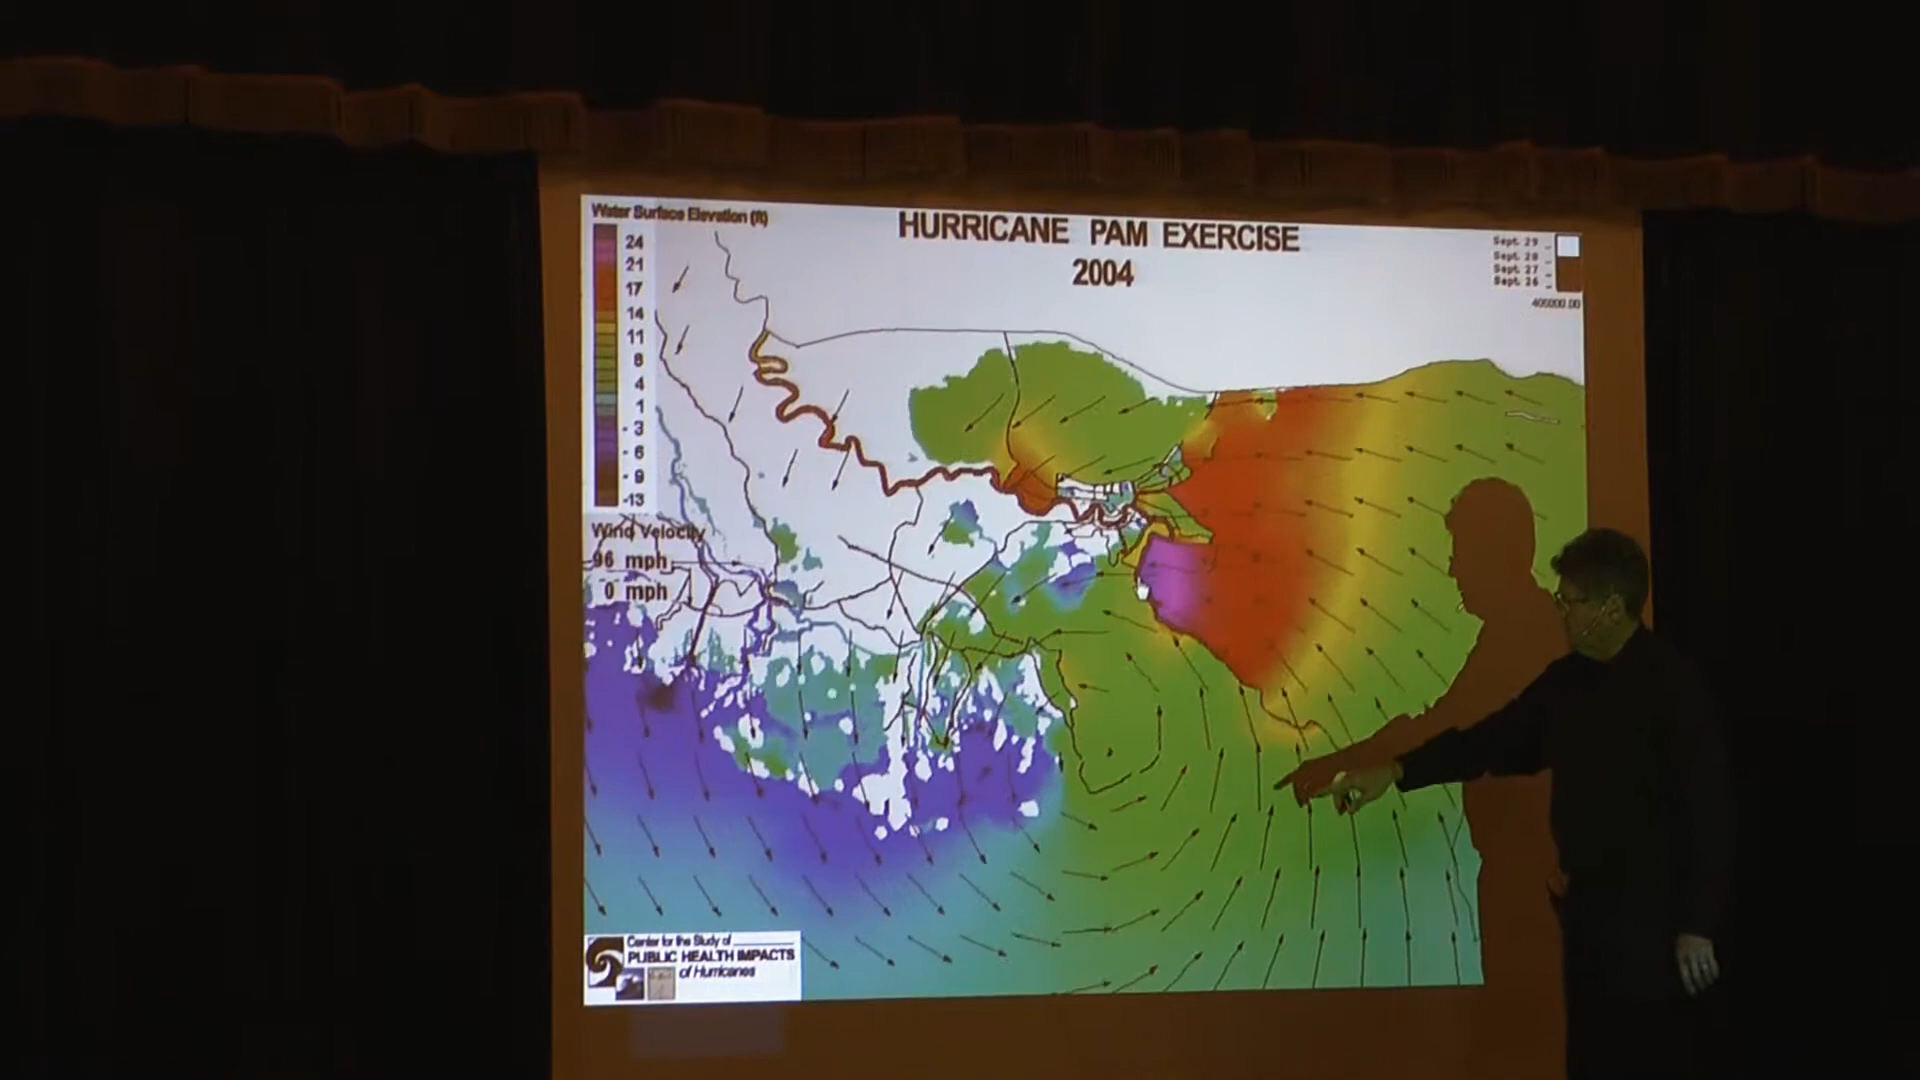 Water Surface Elevation (ft)
HURRICANE PAM EXERCISE
2004
24
21
17
14
11
8
4
1
- 3
- 6
- 9
-13
Sept. 29
Sept. 28
Sept. 27
Sept. 26
400000.00
Wind Velocity
96 mph
0 mph
Center for the Study of
PUBLIC HEALTH IMPACTS
of Hurricanes